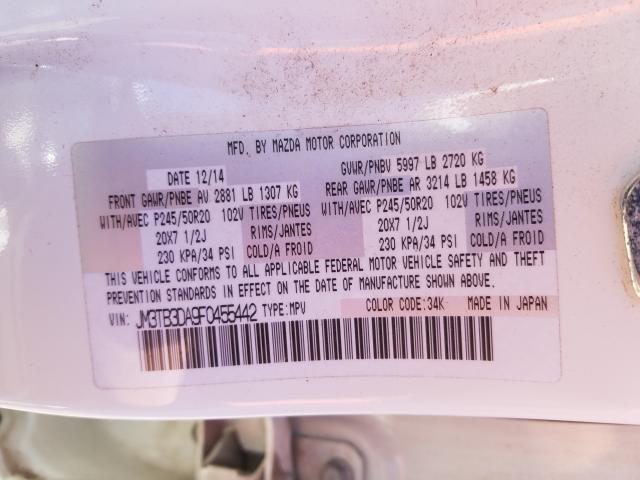 MFD. BY MAZDA MOTOR CORPORATION
DATE 12/14 GVWR/PNBV 5997 LB 2720 KG
FRONT GAWR/PNBE AV 2881 LB 1307 KG REAR GAWR/PNBE AR 3214 LB 1458 KG
WITH/AVEC P245/50R20 102V TIRES/PNEUS WITH/AVEC P245/50R20 102V TIRES/PNEUS
20X7 1/2J RIMS/JANTES 20X7 1/2J RIMS/JANTES
230 KPA/34 PSI COLD/A FROID 230 KPA/34 PSI COLD/A FROID
THIS VEHICLE CONFORMS TO ALL APPLICABLE FEDERAL MOTOR VEHICLE SAFETY AND THEFT
PREVENTION STANDARDS IN EFFECT ON THE DATE OF MANUFACTURE SHOWN ABOVE.
VIN: JM3TB3DA9F0455442 TYPE:MPV COLOR CODE:34K MADE IN JAPAN